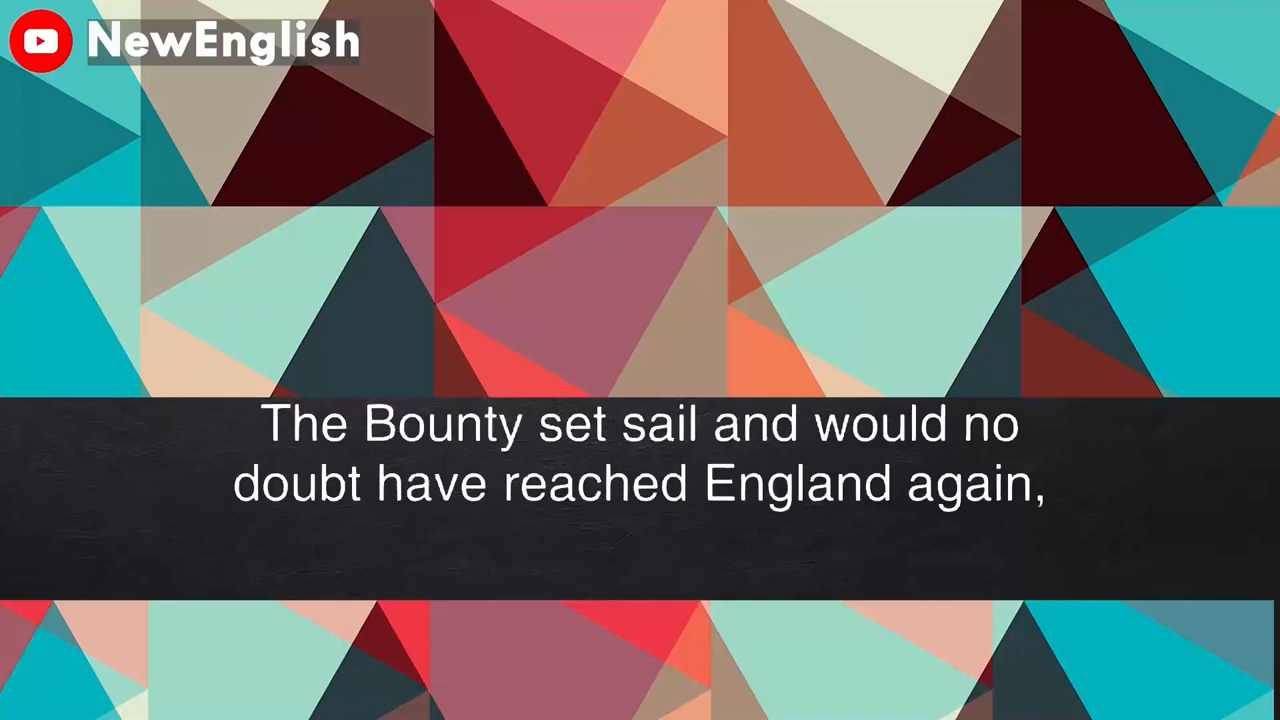 NewEnglish
The Bounty set sail and would no
doubt have reached England again,